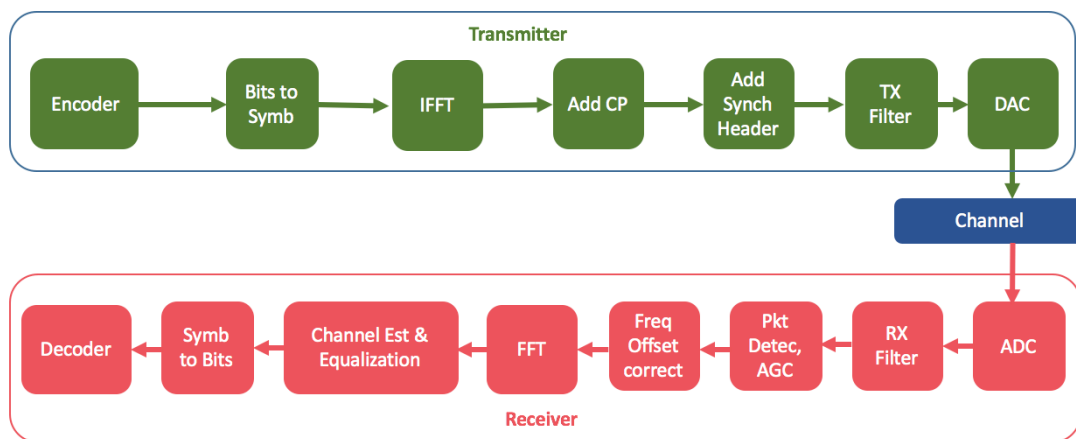 Transmitter
Encoder
Bits to
Symb
IFFT
Add CP
Add
Synch
Header
TX
Filter
DAC
Channel
Decoder
Symb
to Bits
Channel Est &
Equalization
FFT
Freq
Offset
correct
Pkt
Detec,
AGC
RX
Filter
ADC
Receiver